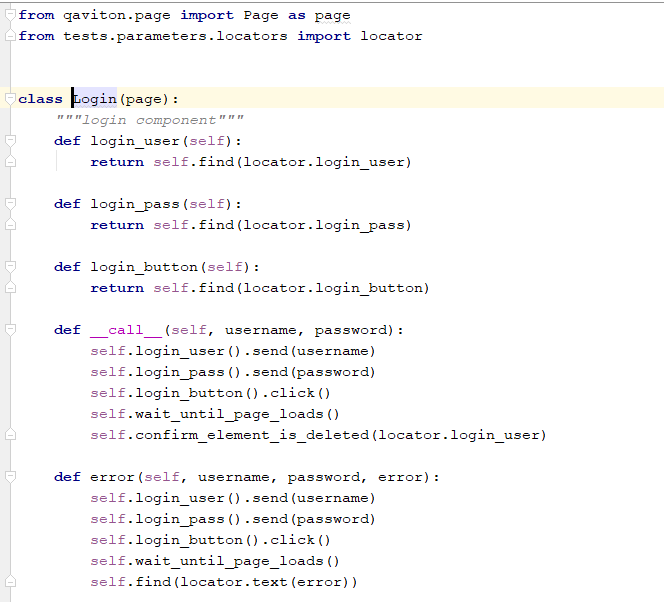 from qaviton.page import Page as page
from tests.parameters.locators import locator
class Login(page):
    """login component"""
    def login_user(self):
        return self.find(locator.login_user)
    def login_pass(self):
        return self.find(locator.login_pass)
    def login_button(self):
        return self.find(locator.login_button)
    def __call__(self, username, password):
        self.login_user().send(username)
        self.login_pass().send(password)
        self.login_button().click()
        self.wait_until_page_loads()
        self.confirm_element_is_deleted(locator.login_user)
    def error(self, username, password, error):
        self.login_user().send(username)
        self.login_pass().send(password)
        self.login_button().click()
        self.wait_until_page_loads()
        self.find(locator.text(error))